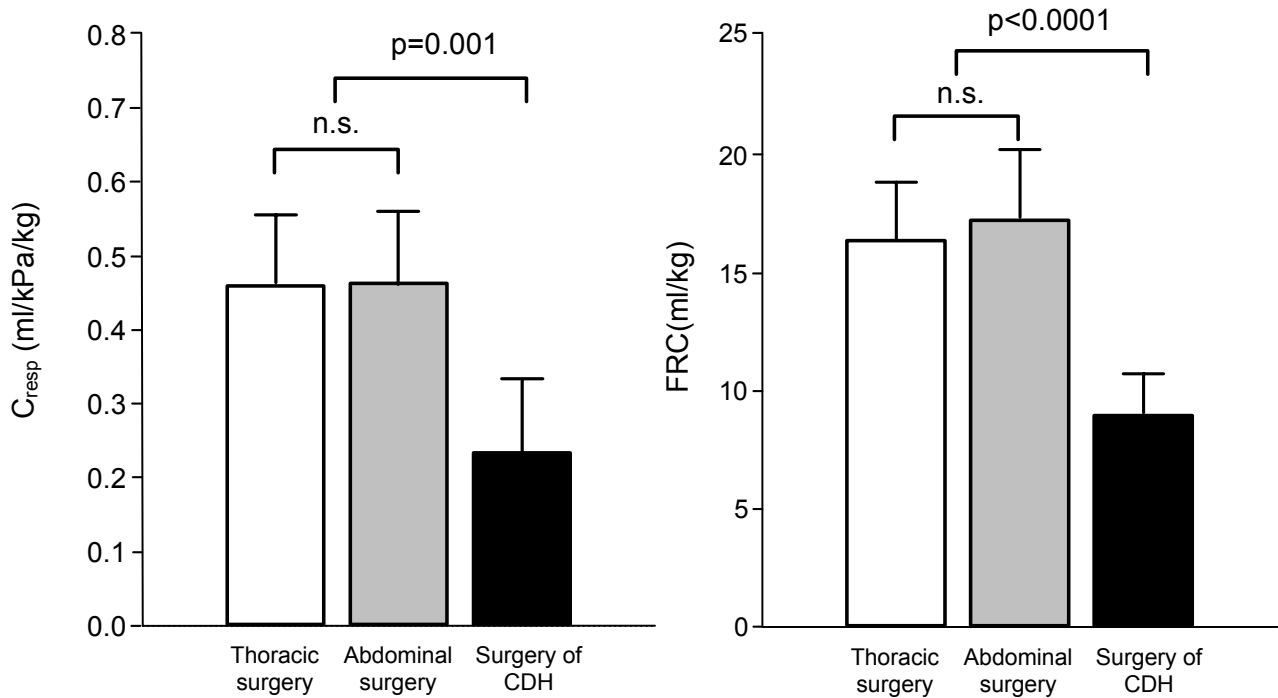 p=0.001
n.s.
C_resp (ml/kPa/kg)
0.8
0.7
0.6
0.5
0.4
0.3
0.2
0.1
0.0
Thoracic
surgery
Abdominal
surgery
Surgery of
CDH
p<0.0001
n.s.
FRC(ml/kg)
25
20
15
10
5
0
Thoracic
surgery
Abdominal
surgery
Surgery of
CDH